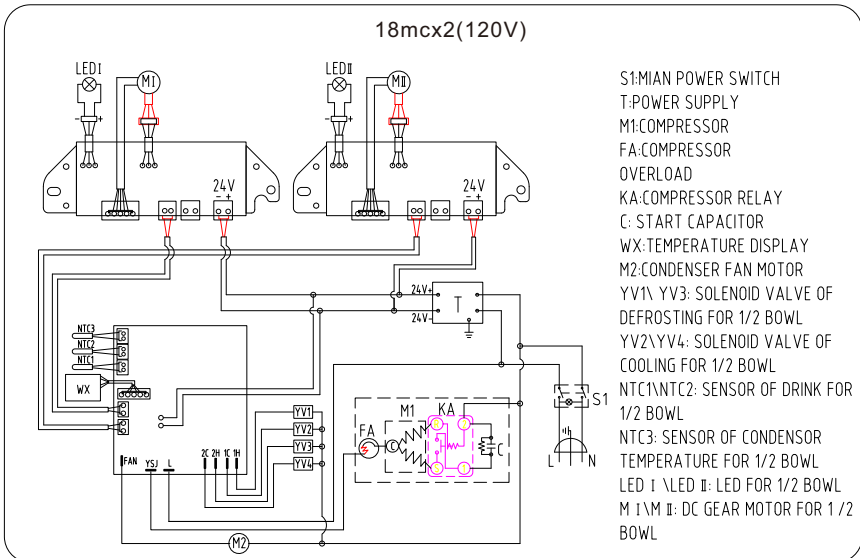 18mcx2(120V)
LED I
M I
LED II
M II
- +
- +
24V
- +
24V
- +
S1:MIAN POWER SWITCH
T:POWER SUPPLY
M1:COMPRESSOR
FA:COMPRESSOR
OVERLOAD
KA:COMPRESSOR RELAY
C: START CAPACITOR
WX:TEMPERATURE DISPLAY
M2:CONDENSER FAN MOTOR
YV1\ YV3: SOLENOID VALVE OF
DEFROSTING FOR 1/2 BOWL
YV2\YV4: SOLENOID VALVE OF
COOLING FOR 1/2 BOWL
NTC1\NTC2: SENSOR OF DRINK FOR
1/2 BOWL
NTC3: SENSOR OF CONDENSOR
TEMPERATURE FOR 1/2 BOWL
LED I \LED II: LED FOR 1/2 BOWL
M I\M II: DC GEAR MOTOR FOR 1 /2
BOWL
24V+
24V-
T
NTC3
NTC2
NTC1
WX
FAN
YSJ
L
2C 2H 1C 1H
YV1
YV2
YV3
YV4
FA
M1
KA
C
C
S1
L
N
M2